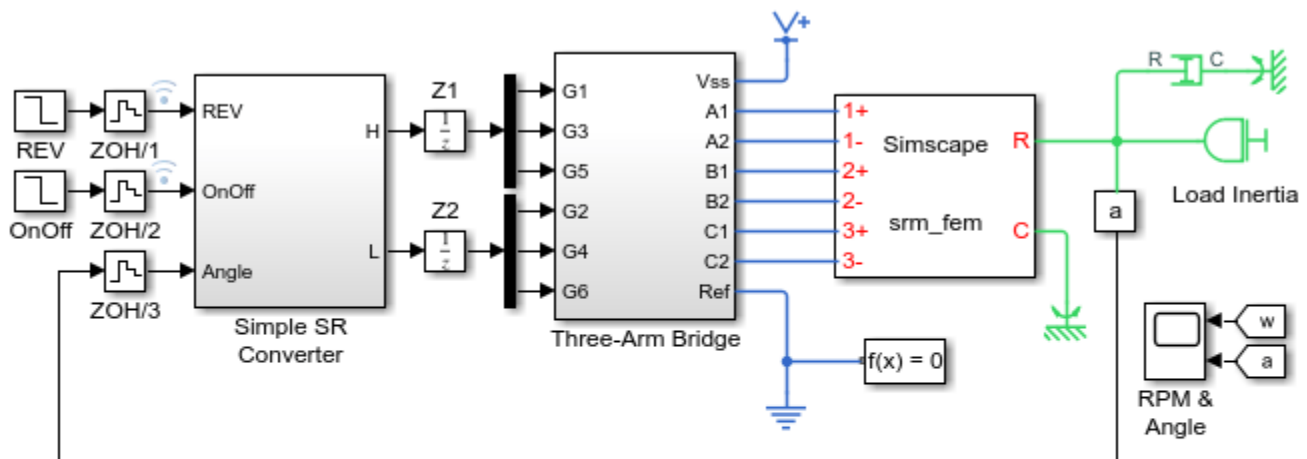 V+
R C
REV
ZOH/1
REV
H
Z1
1
z
G1
G3
G5
Vss
A1
A2
B1
B2
C1
C2
Ref
1+
1-
2+
2-
3+
3-
Simscape
srm_fem
R
C
Load Inertia
a
OnOff
ZOH/2
OnOff
L
Z2
1
z
G2
G4
G6
Angle
ZOH/3
Simple SR
Converter
Three-Arm Bridge
f(x) = 0
w
a
RPM &
Angle